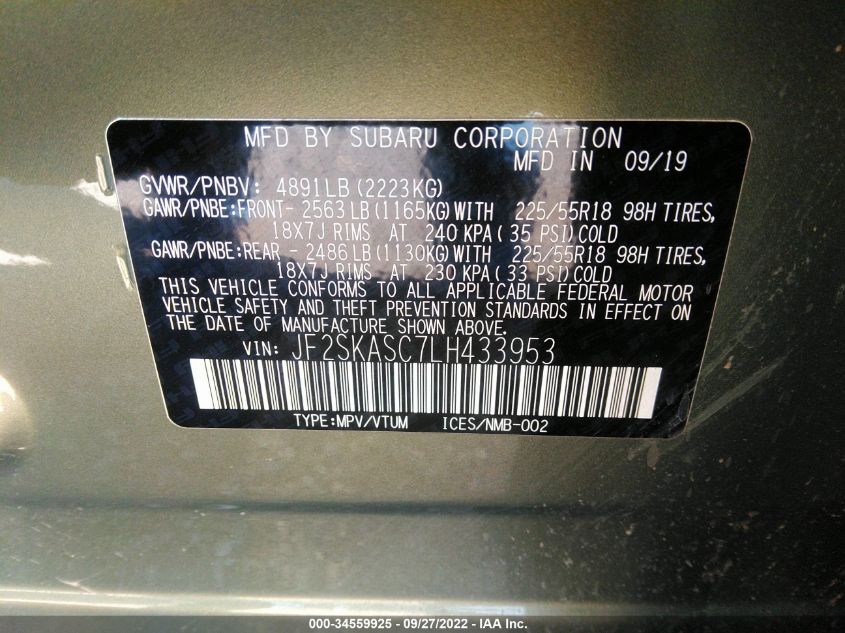 MFD BY SUBARU CORPORATION
MFD IN 09/19
GVWR/PNBV: 4891LB (2223KG)
GAWR/PNBE:FRONT- 2563LB (1165KG) WITH 225/55R18 98H TIRES,
18X7J RIMS AT 240 KPA ( 35 PSI) COLD
GAWR/PNBE:REAR - 2486LB (1130KG) WITH 225/55R18 98H TIRES,
18X7J RIMS AT 230 KPA ( 33 PSI) COLD
THIS VEHICLE CONFORMS TO ALL APPLICABLE FEDERAL MOTOR
VEHICLE SAFETY AND THEFT PREVENTION STANDARDS IN EFFECT ON
THE DATE OF MANUFACTURE SHOWN ABOVE.
VIN: JF2SKASC7LH433953
TYPE:MPV/VTUM ICES/NMB-002
000-34559925 - 09/27/2022 - IAA Inc.